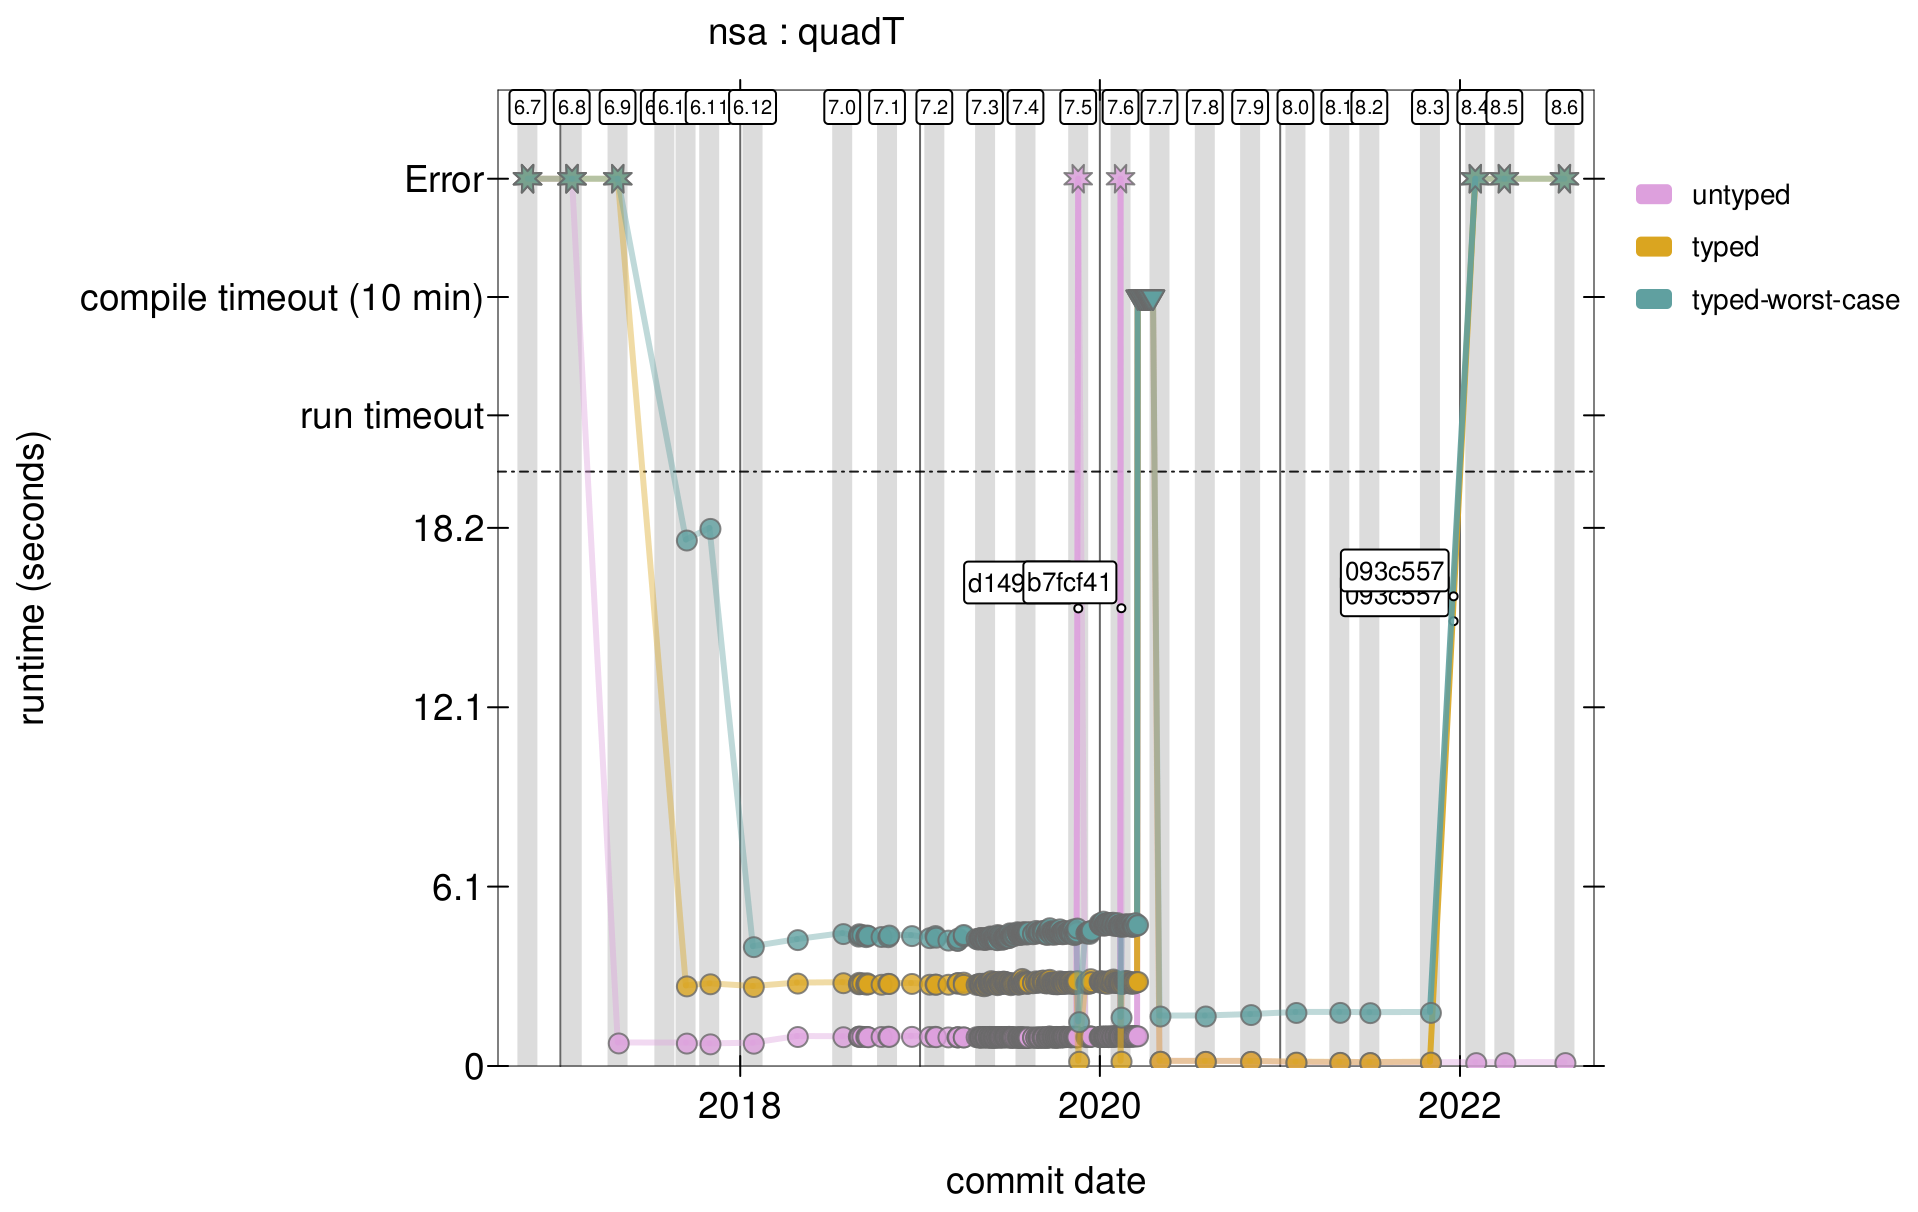 nsa : quadT
6.7 6.8 6.9 6.1 6.11 6.12 7.0 7.1 7.2 7.3 7.4 7.5 7.6 7.7 7.8 7.9 8.0 8.1 8.2 8.3 8.4 8.5 8.6
Error
compile timeout (10 min)
run timeout
18.2
12.1
6.1
0
runtime (seconds)
d149 b7fcf41
093c557
093c557
untyped
typed
typed-worst-case
2018 2020 2022
commit date